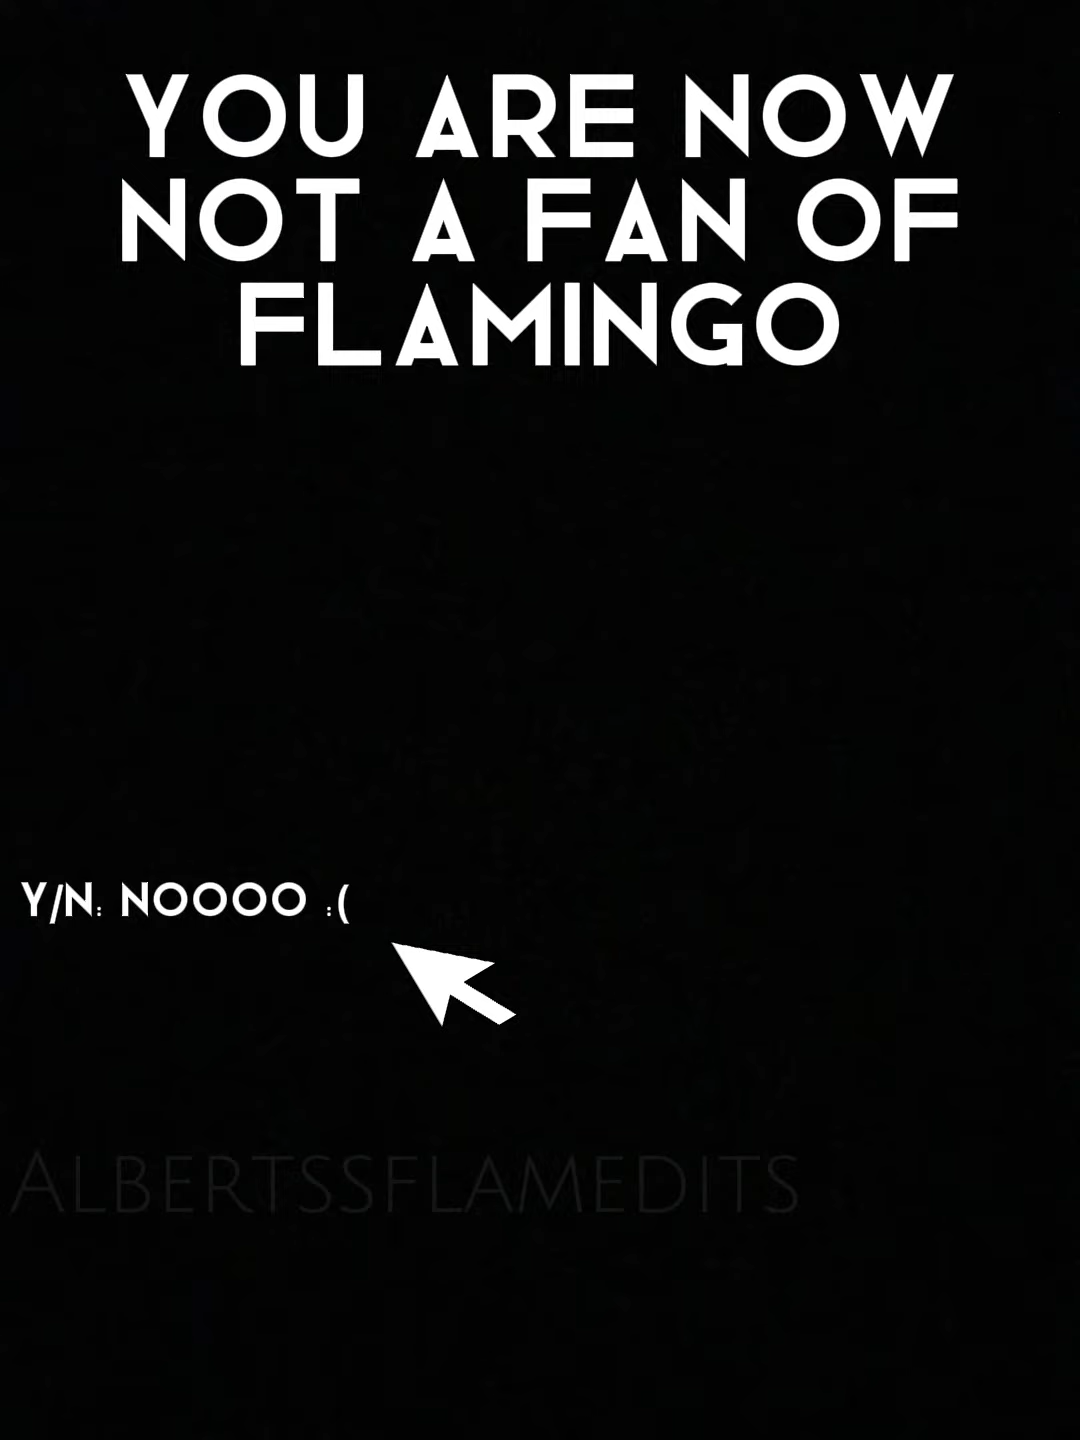 YOU ARE NOW
NOT A FAN OF
FLAMINGO
Y/N: NOOOO :(
ALBERTSSFLAMEDITS